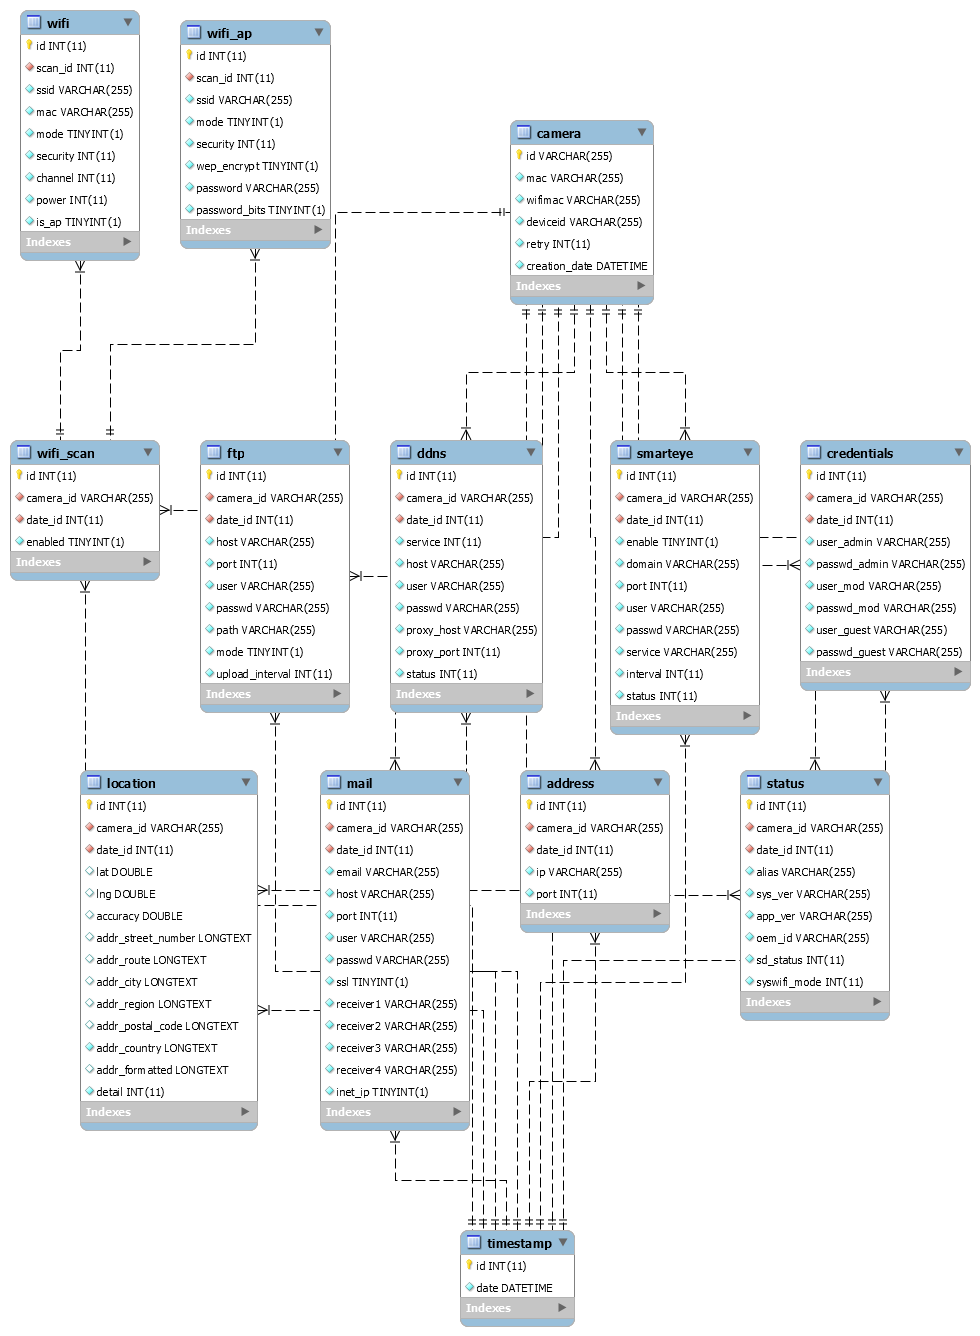 wifi
id INT(11)
scan_id INT(11)
ssid VARCHAR(255)
mac VARCHAR(255)
mode TINYINT(1)
security INT(11)
channel INT(11)
power INT(11)
is_ap TINYINT(1)
Indexes
wifi_ap
id INT(11)
scan_id INT(11)
ssid VARCHAR(255)
mode TINYINT(1)
security INT(11)
wep_encrypt TINYINT(1)
password VARCHAR(255)
password_bits TINYINT(1)
Indexes
camera
id VARCHAR(255)
mac VARCHAR(255)
wifimac VARCHAR(255)
deviceid VARCHAR(255)
retry INT(11)
creation_date DATETIME
Indexes
wifi_scan
id INT(11)
camera_id VARCHAR(255)
date_id INT(11)
enabled TINYINT(1)
Indexes
ftp
id INT(11)
camera_id VARCHAR(255)
date_id INT(11)
host VARCHAR(255)
port INT(11)
user VARCHAR(255)
passwd VARCHAR(255)
path VARCHAR(255)
mode TINYINT(1)
upload_interval INT(11)
Indexes
ddns
id INT(11)
camera_id VARCHAR(255)
date_id INT(11)
service INT(11)
host VARCHAR(255)
user VARCHAR(255)
passwd VARCHAR(255)
proxy_host VARCHAR(255)
proxy_port INT(11)
status INT(11)
Indexes
smarteye
id INT(11)
camera_id VARCHAR(255)
date_id INT(11)
enable TINYINT(1)
domain VARCHAR(255)
port INT(11)
user VARCHAR(255)
passwd VARCHAR(255)
service VARCHAR(255)
interval INT(11)
status INT(11)
Indexes
credentials
id INT(11)
camera_id VARCHAR(255)
date_id INT(11)
user_admin VARCHAR(255)
passwd_admin VARCHAR(255)
user_mod VARCHAR(255)
passwd_mod VARCHAR(255)
user_guest VARCHAR(255)
passwd_guest VARCHAR(255)
Indexes
location
id INT(11)
camera_id VARCHAR(255)
date_id INT(11)
lat DOUBLE
lng DOUBLE
accuracy DOUBLE
addr_street_number LONGTEXT
addr_route LONGTEXT
addr_city LONGTEXT
addr_region LONGTEXT
addr_postal_code LONGTEXT
addr_country LONGTEXT
addr_formatted LONGTEXT
detail INT(11)
Indexes
mail
id INT(11)
camera_id VARCHAR(255)
date_id INT(11)
email VARCHAR(255)
host VARCHAR(255)
port INT(11)
user VARCHAR(255)
passwd VARCHAR(255)
ssl TINYINT(1)
receiver1 VARCHAR(255)
receiver2 VARCHAR(255)
receiver3 VARCHAR(255)
receiver4 VARCHAR(255)
inet_ip TINYINT(1)
Indexes
address
id INT(11)
camera_id VARCHAR(255)
date_id INT(11)
ip VARCHAR(255)
port INT(11)
Indexes
status
id INT(11)
camera_id VARCHAR(255)
date_id INT(11)
alias VARCHAR(255)
sys_ver VARCHAR(255)
app_ver VARCHAR(255)
oem_id VARCHAR(255)
sd_status INT(11)
syswifi_mode INT(11)
Indexes
timestamp
id INT(11)
date DATETIME
Indexes